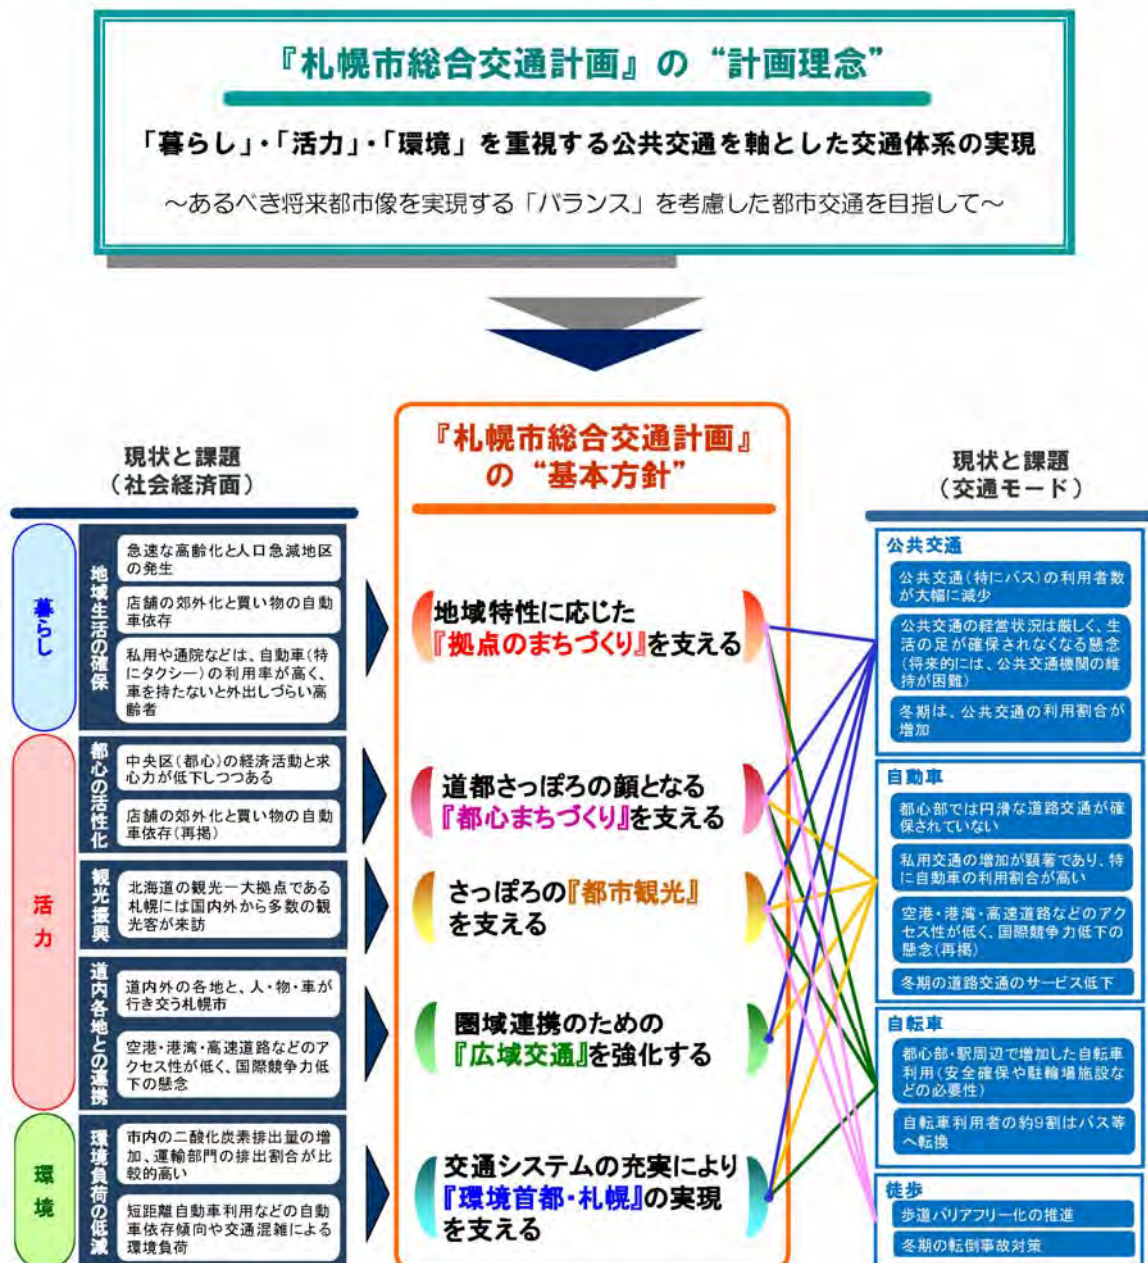 『札幌市総合交通計画』の“計画理念”
「暮らし」・「活力」・「環境」を重視する公共交通を軸とした交通体系の実現
～あるべき将来都市像を実現する「バランス」を考慮した都市交通を目指して～
現状と課題
(社会経済面)
暮らし
地域生活の確保
急速な高齢化と人口急減地区
の発生
店舗の郊外化と買い物の自動
車依存
私用や通院などは、自動車(特
にタクシー)の利用率が高く、
車を持たないと外出しづらい高
齢者
活力
都心の活性化
中央区(都心)の経済活動と求
心力が低下しつつある
店舗の郊外化と買い物の自動
車依存(再掲)
観光振興
北海道の観光一大拠点である
札幌には国内外から多数の観
光客が来訪
道内各地との連携
道内外の各地と、人・物・車が
行き交う札幌市
空港・港湾・高速道路などのア
クセス性が低く、国際競争力低
下の懸念
環境
環境負荷の低減
市内の二酸化炭素排出量の増
加、運輸部門の排出割合が比
較的高い
短距離自動車利用などの自動
車依存傾向や交通混雑による
環境負荷
『札幌市総合交通計画』
の“基本方針”
地域特性に応じた
『拠点のまちづくり』を支える
道都さっぽろの顔となる
『都心まちづくり』を支える
さっぽろの『都市観光』
を支える
圏域連携のための
『広域交通』を強化する
交通システムの充実により
『環境首都・札幌』の実現
を支える
現状と課題
(交通モード)
公共交通
公共交通(特にバス)の利用者数
が大幅に減少
公共交通の経営状況は厳しく、生
活の足が確保されなくなる懸念
(将来的には、公共交通機関の維
持が困難)
冬期は、公共交通の利用割合が
増加
自動車
都心部では円滑な道路交通が確
保されていない
私用交通の増加が顕著であり、特
に自動車の利用割合が高い
空港・港湾・高速道路などのアク
セス性が低く、国際競争力低下の
懸念(再掲)
冬期の道路交通のサービス低下
自転車
都心部・駅周辺で増加した自転車
利用(安全確保や駐輪場施設な
どの必要性)
自転車利用者の約9割はバス等
へ転換
徒歩
歩道バリアフリー化の推進
冬期の転倒事故対策